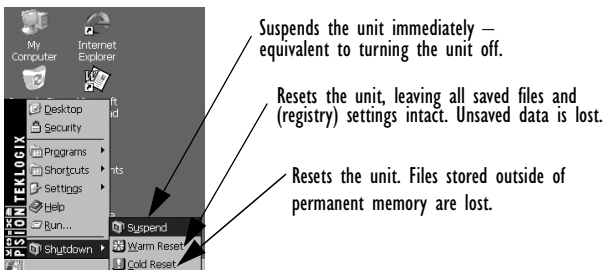 My
Computer
Internet
Explorer
Desktop
Security
Programs
Shortcuts
Settings
Help
Run...
Shutdown
Suspend
Warm Reset
Cold Reset
PSION TEKLOGIX
Suspends the unit immediately –
equivalent to turning the unit off.
Resets the unit, leaving all saved files and
(registry) settings intact. Unsaved data is lost.
Resets the unit. Files stored outside of
permanent memory are lost.